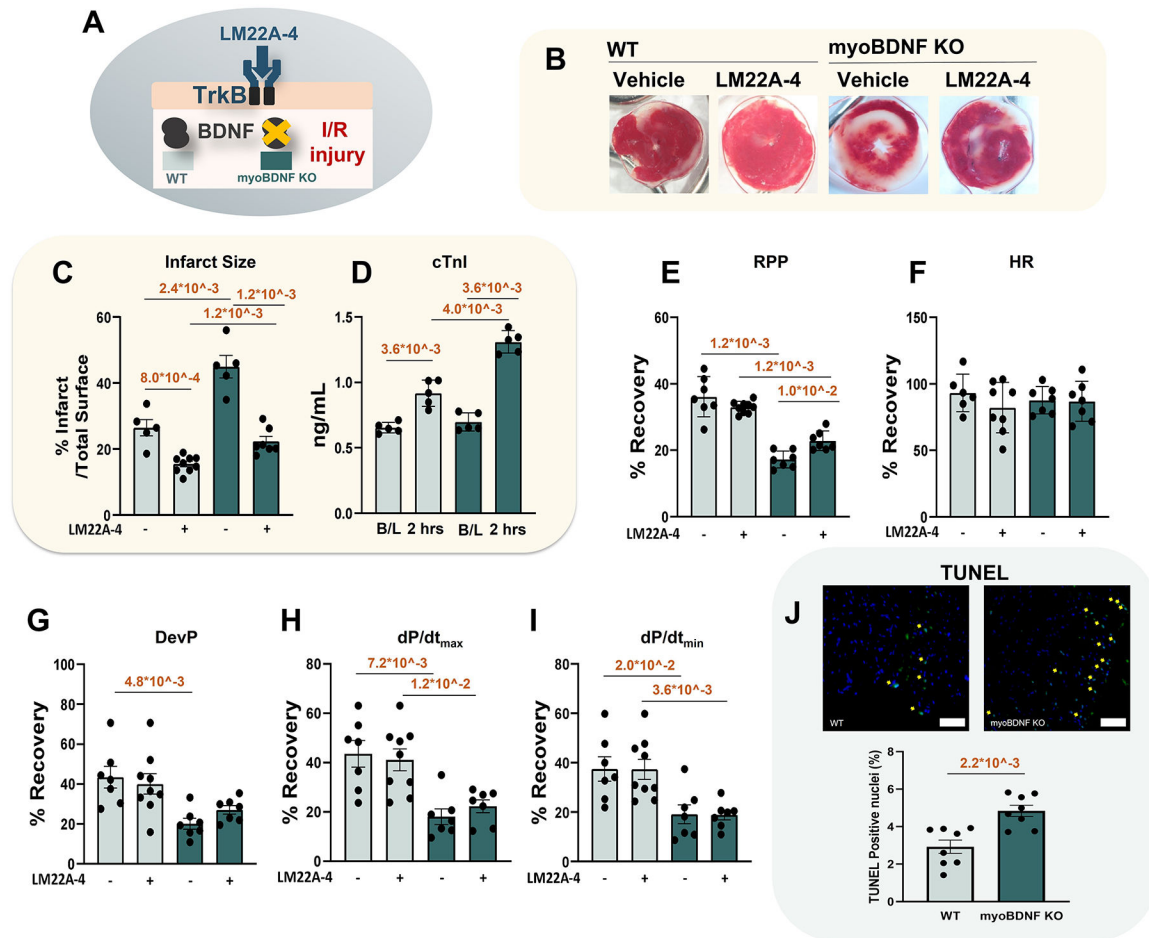 A
LM22A-4
TrkB
BDNF
I/R
injury
WT
myoBDNF KO
B
WT
myoBDNF KO
Vehicle
LM22A-4
Vehicle
LM22A-4
C
Infarct Size
2.4*10^-3
1.2*10^-3
1.2*10^-3
8.0*10^-4
% Infarct
/Total Surface
60
40
20
0
LM22A-4
-
+
-
+
D
cTnI
3.6*10^-3
4.0*10^-3
3.6*10^-3
ng/mL
1.5
1.0
0.5
0.0
B/L 2 hrs
B/L 2 hrs
E
RPP
1.2*10^-3
1.2*10^-3
1.0*10^-2
% Recovery
60
40
20
0
LM22A-4
-
+
-
+
F
HR
% Recovery
150
100
50
0
-
+
-
+
G
DevP
4.8*10^-3
% Recovery
100
80
60
40
20
0
LM22A-4
-
+
-
+
H
dP/dtmax
7.2*10^-3
1.2*10^-2
% Recovery
80
60
40
20
0
-
+
-
+
I
dP/dtmin
2.0*10^-2
3.6*10^-3
% Recovery
80
60
40
20
0
LM22A-4
-
+
-
+
TUNEL
J
WT
myoBDNF KO
2.2*10^-3
TUNEL Positive nuclei (%)
8
6
4
2
0
WT
myoBDNF KO